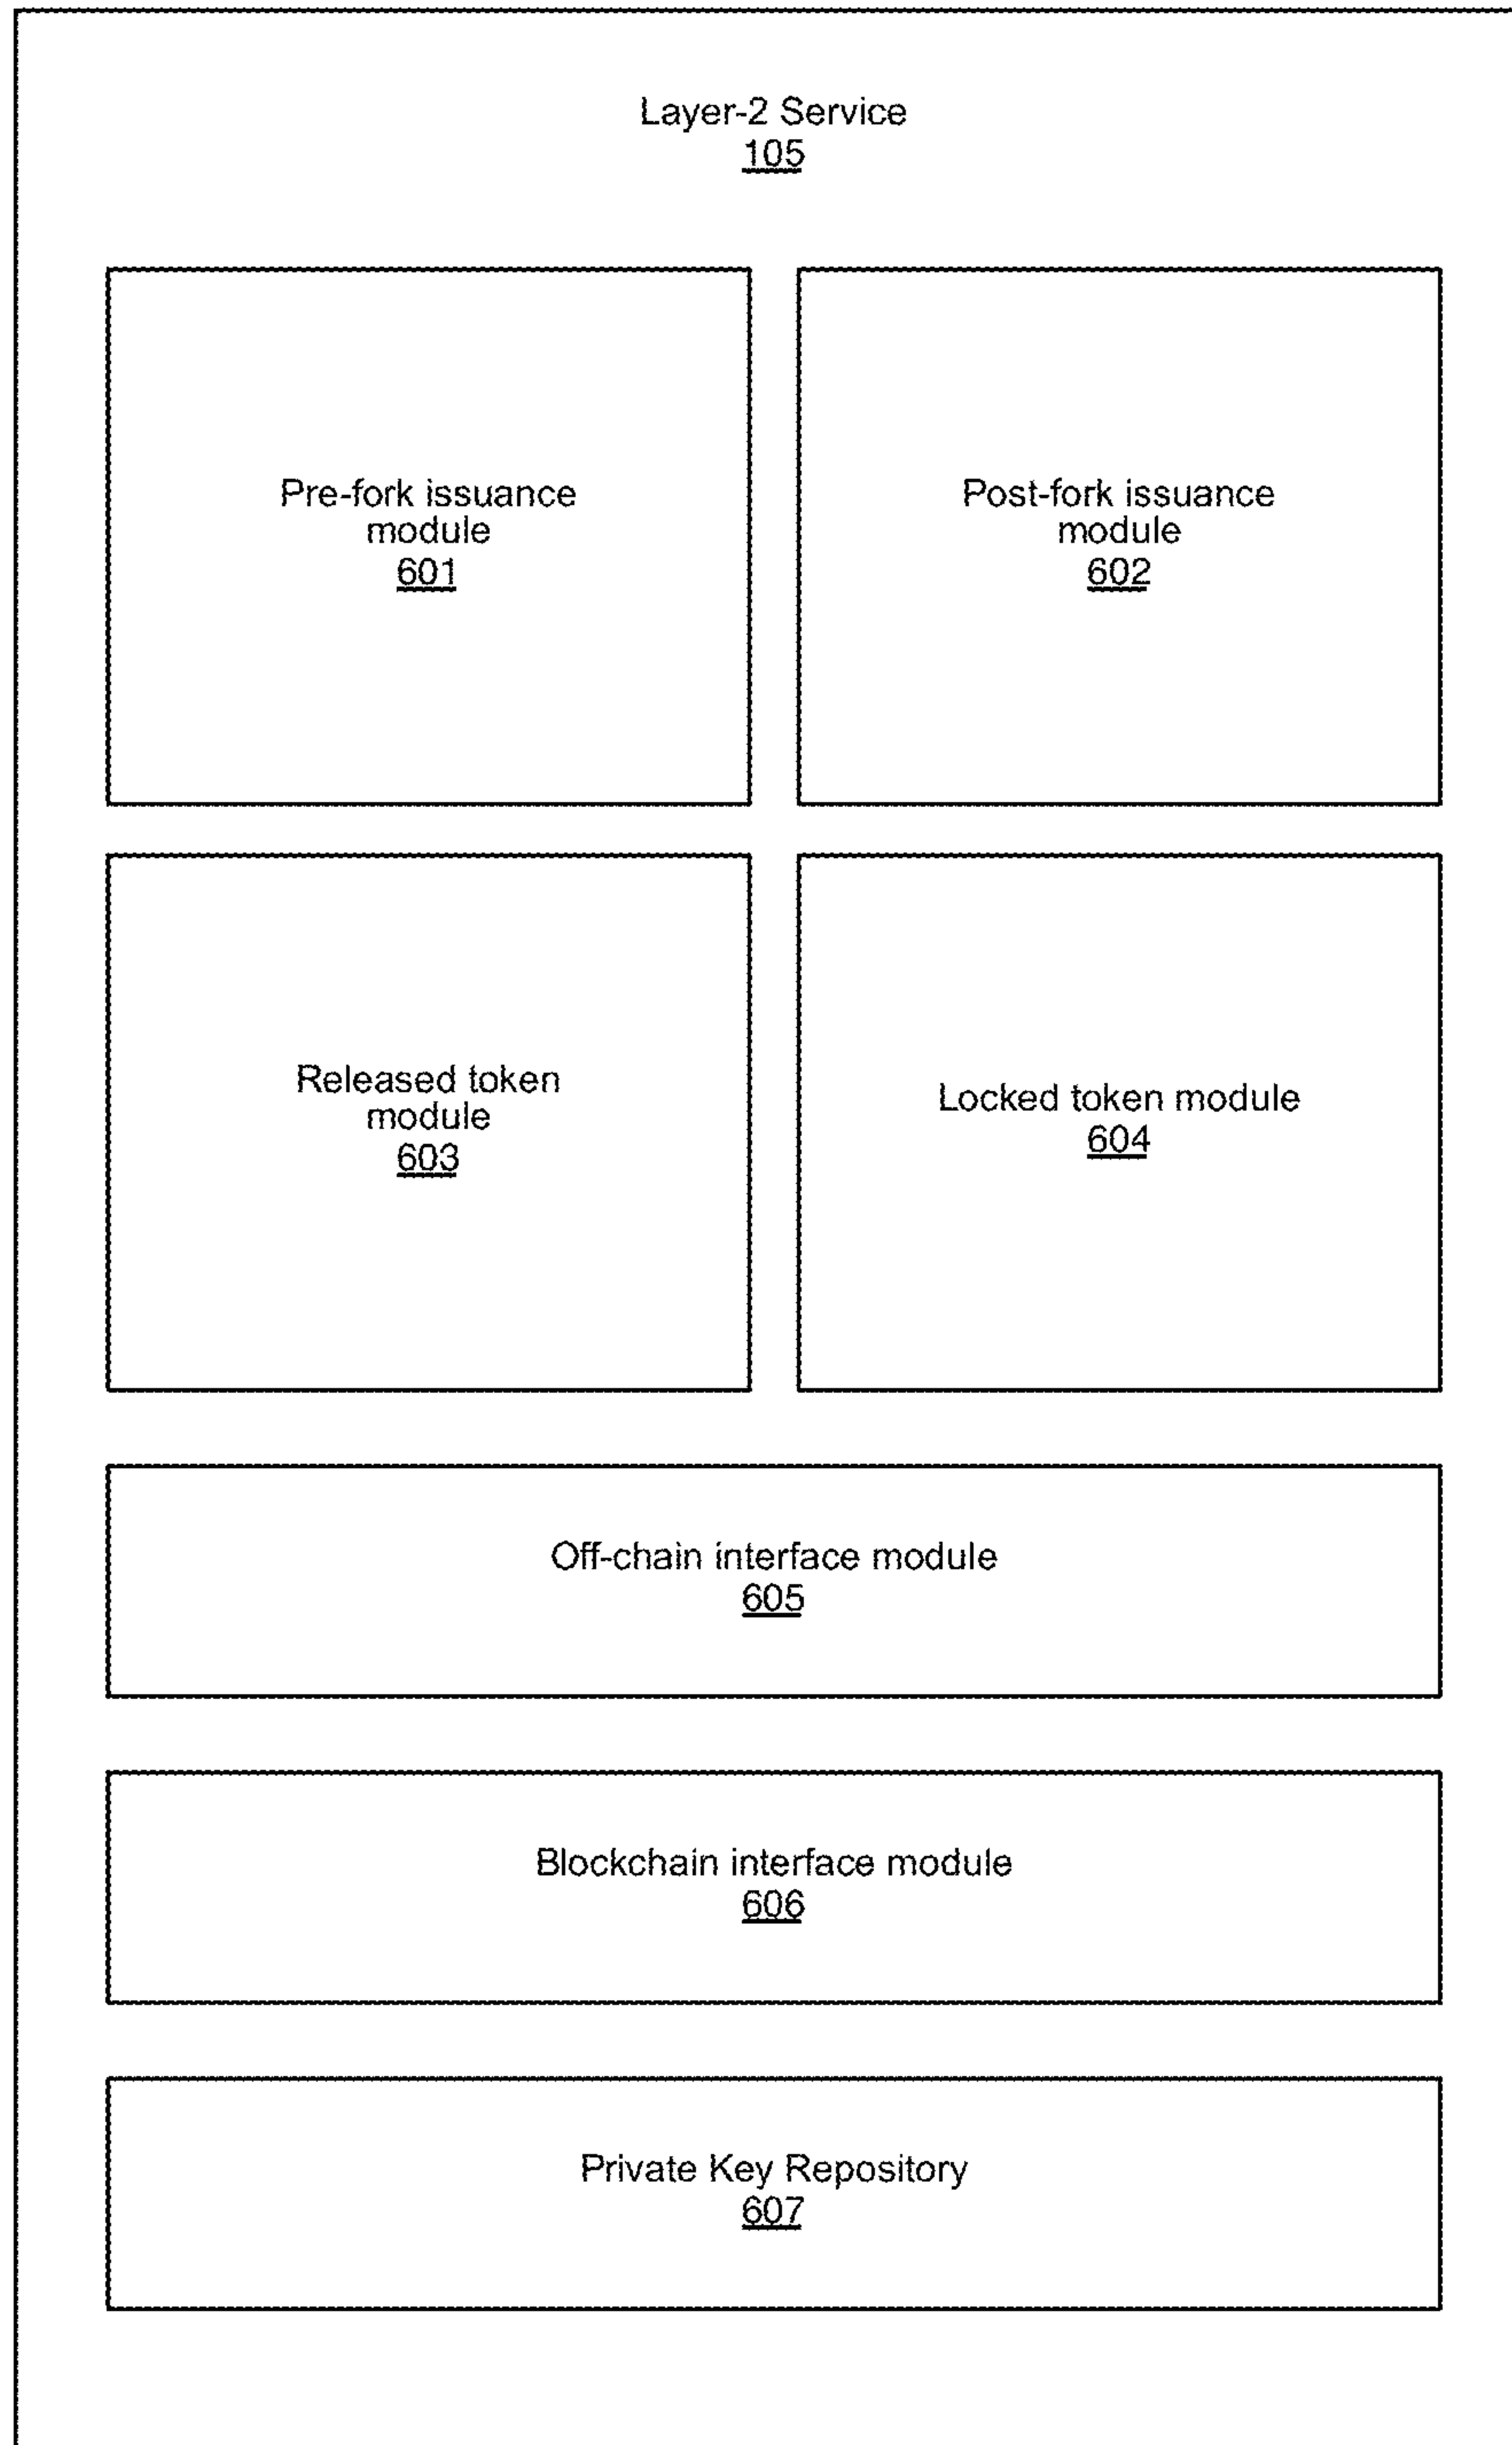 Layer-2 Service
105
Pre-fork issuance
module
601
Post-fork issuance
module
602
Released token
module
603
Locked token module
604
Off-chain interface module
605
Blockchain interface module
606
Private Key Repository
607